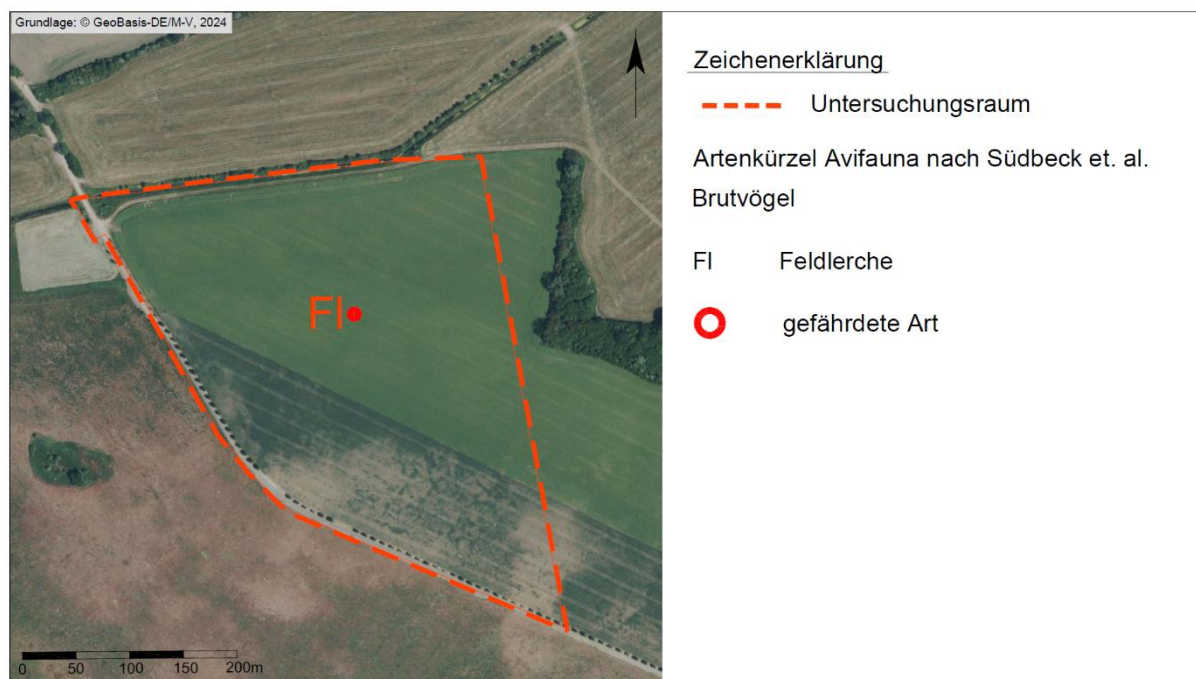 Grundlage: © GeoBasis-DE/M-V, 2024
Fl
0 50 100 150 200m
Zeichenerklärung
Untersuchungsraum
Artenkürzel Avifauna nach Südbeck et. al.
Brutvögel
Fl Feldlerche
gefährdete Art